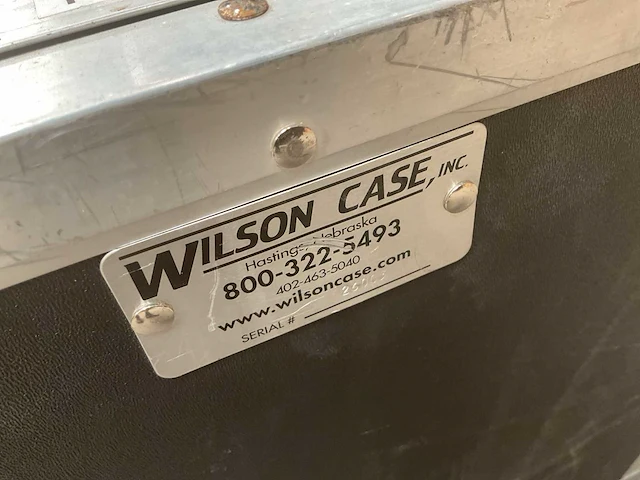 WILSON CASE, INC.
Hastings, Nebraska
800-322-5493
402-463-5040
www.wilsoncase.com
SERIAL #